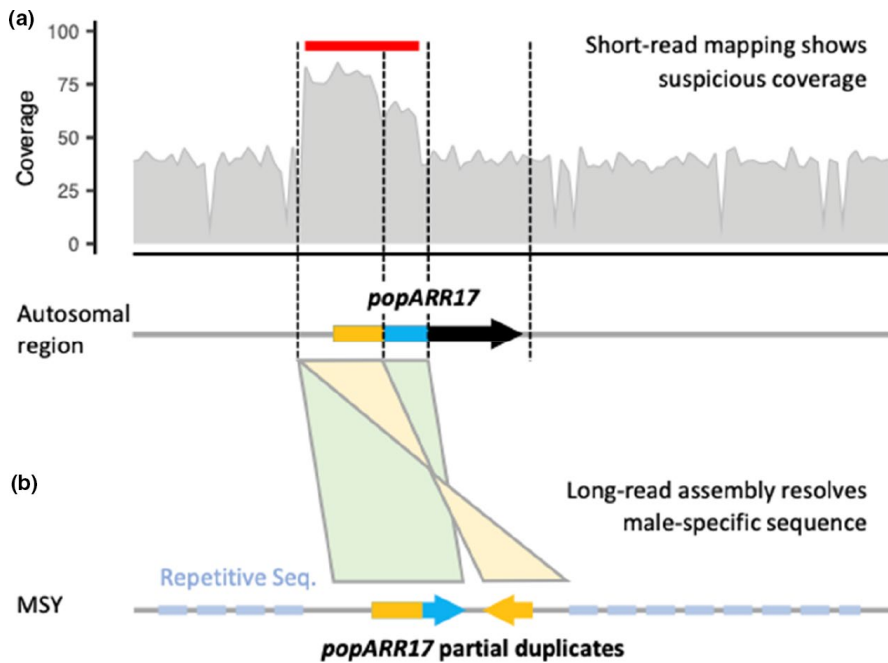 (a)
100
75
50
25
0
Coverage
Short-read mapping shows
suspicious coverage
popARR17
Autosomal
region
(b)
Long-read assembly resolves
male-specific sequence
Repetitive Seq.
MSY
popARR17 partial duplicates